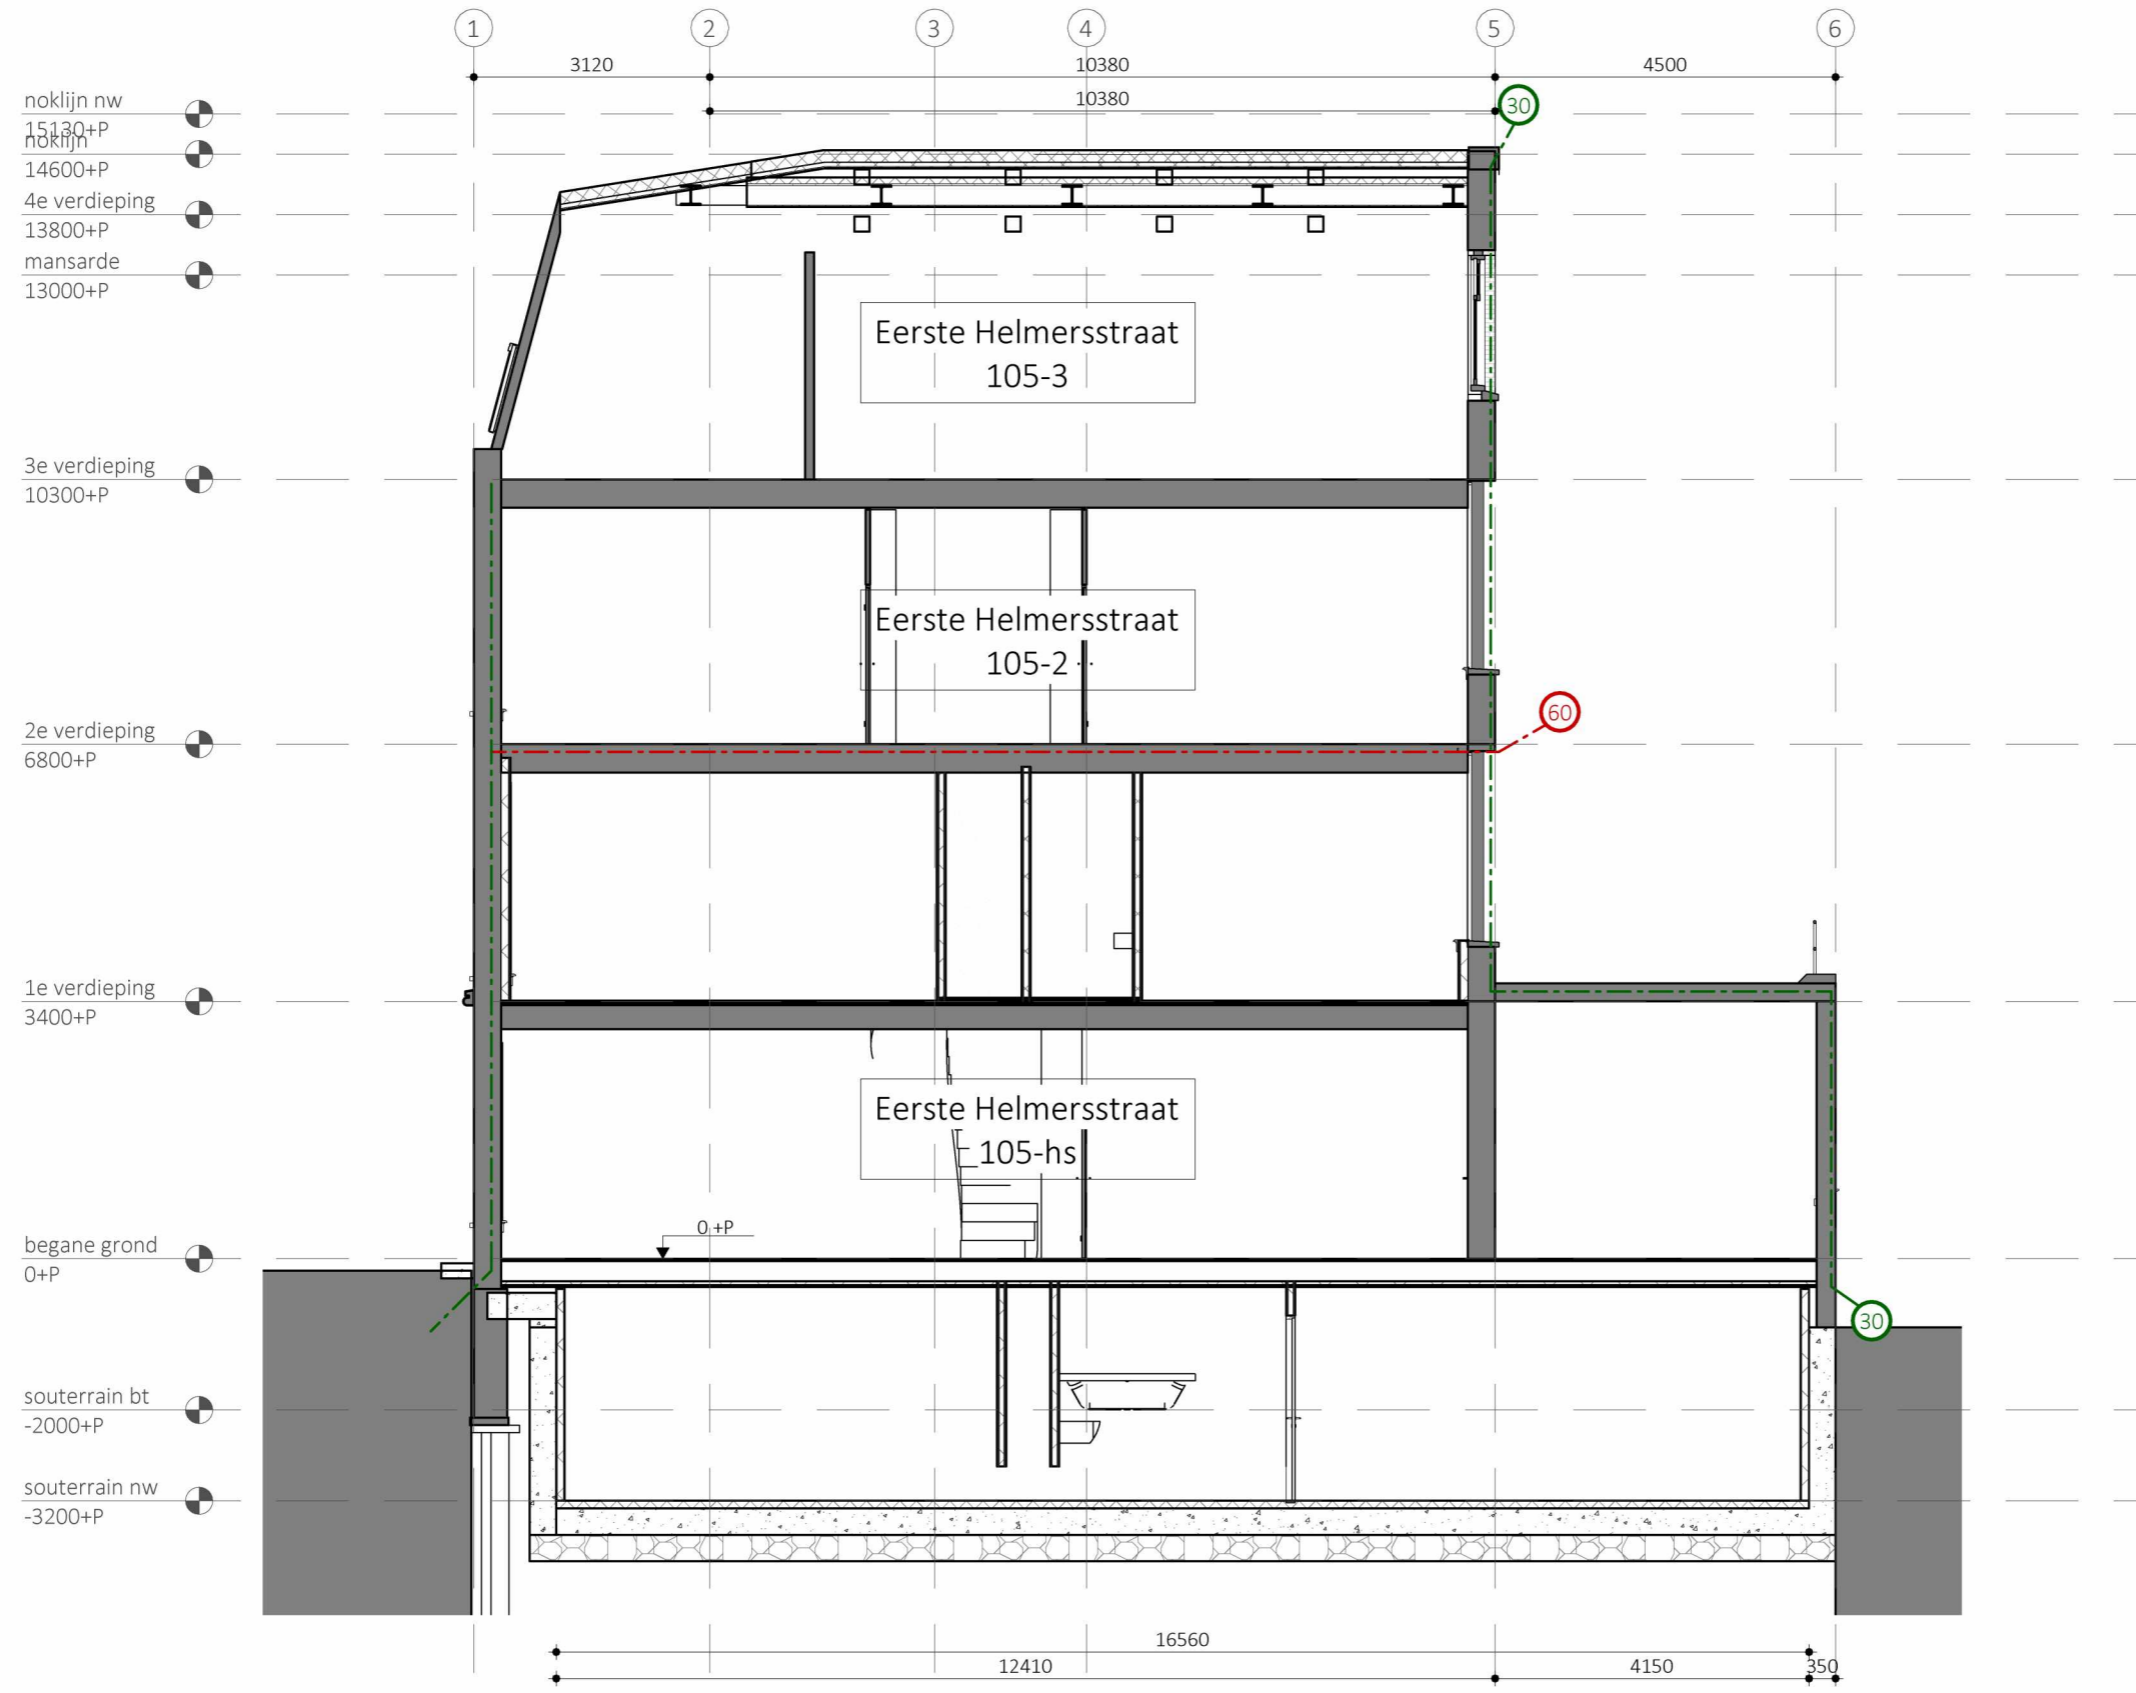 1 2 3 4 5 6
3120 10380 4500
10380
30
noklijn nw
15130+P
noklijn
14600+P
4e verdieping
13800+P
mansarde
13000+P
Eerste Helmersstraat
105-3
3e verdieping
10300+P
Eerste Helmersstraat
105-2
60
2e verdieping
6800+P
1e verdieping
3400+P
Eerste Helmersstraat
105-hs
0 +P
begane grond
0+P
30
souterrain bt
-2000+P
souterrain nw
-3200+P
16560
12410 4150 350